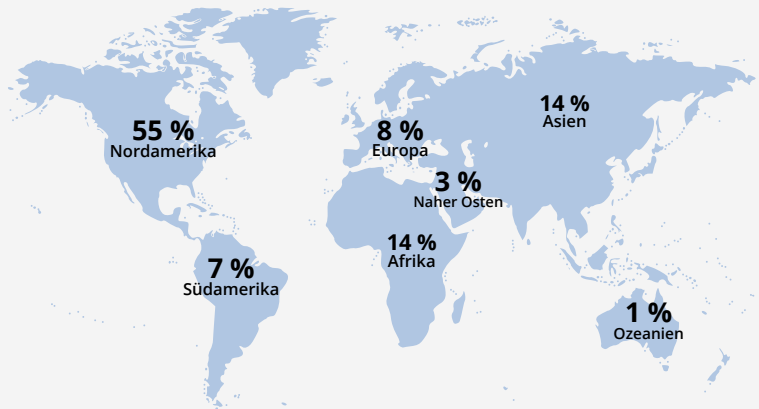 55 %
Nordamerika
8 %
Europa
14 %
Asien
3 %
Naher Osten
14 %
Afrika
7 %
Südamerika
1 %
Ozeanien